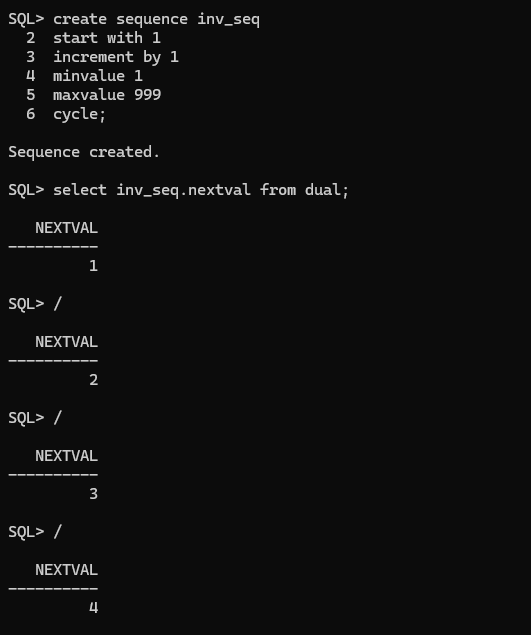 SQL> create sequence inv_seq
  2  start with 1
  3  increment by 1
  4  minvalue 1
  5  maxvalue 999
  6  cycle;
Sequence created.
SQL> select inv_seq.nextval from dual;
   NEXTVAL
----------
         1
SQL> /
   NEXTVAL
----------
         2
SQL> /
   NEXTVAL
----------
         3
SQL> /
   NEXTVAL
----------
         4